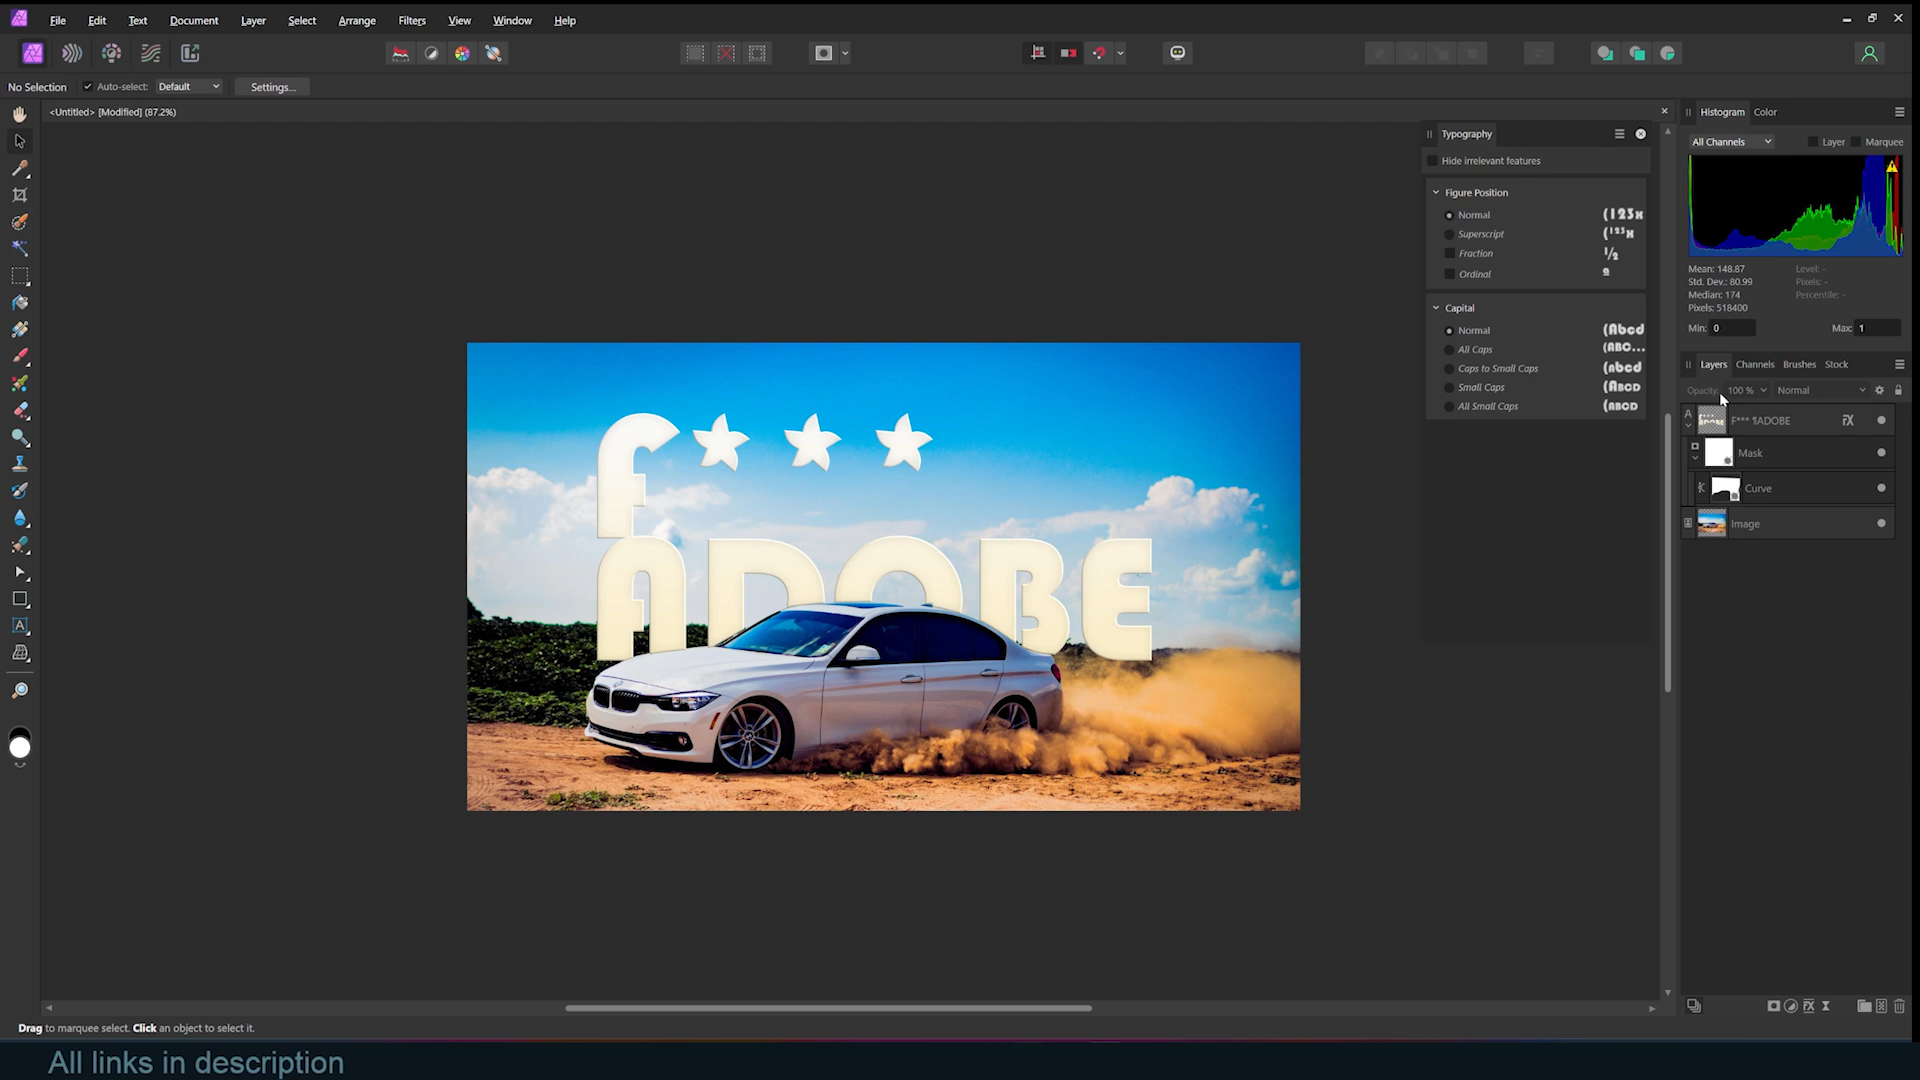 File Edit Text Document Layer Select Arrange Filters View Window Help
No Selection Auto-select: Default Settings...
<Untitled> [Modified] (87.2%)
Typography
Hide irrelevant features
Figure Position
Normal (123x
Superscript (123x
Fraction 1/2
Ordinal a
Capital
Normal (Abcd
All Caps (ABC...
Caps to Small Caps (abcd
Small Caps (ABCD
All Small Caps (ABCD
Histogram Color
All Channels Layer Marquee
Mean: 148.87 Level: -
Std. Dev.: 80.99 Pixels: -
Median: 174 Percentile: -
Pixels: 518400
Min: 0 Max: 1
Layers Channels Brushes Stock
Opacity: 100 % Normal
A F*** ¶ADOBE FX
Mask
Curve
Image
F***
ADOBE
Drag to marquee select. Click an object to select it.
All links in description